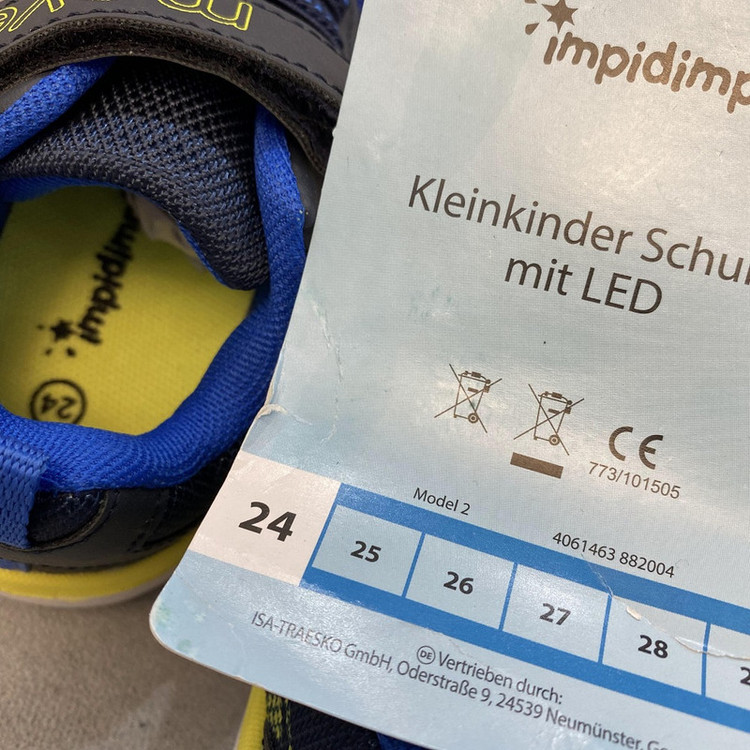 impidimp
Kleinkinder Schuh
mit LED
773/101505
Model 2
4061463 882004
24
25
26
27
28
DE Vertrieben durch:
ISA-TRAESKO GmbH, Oderstraße 9, 24539 Neumünster,
impidimpi
24